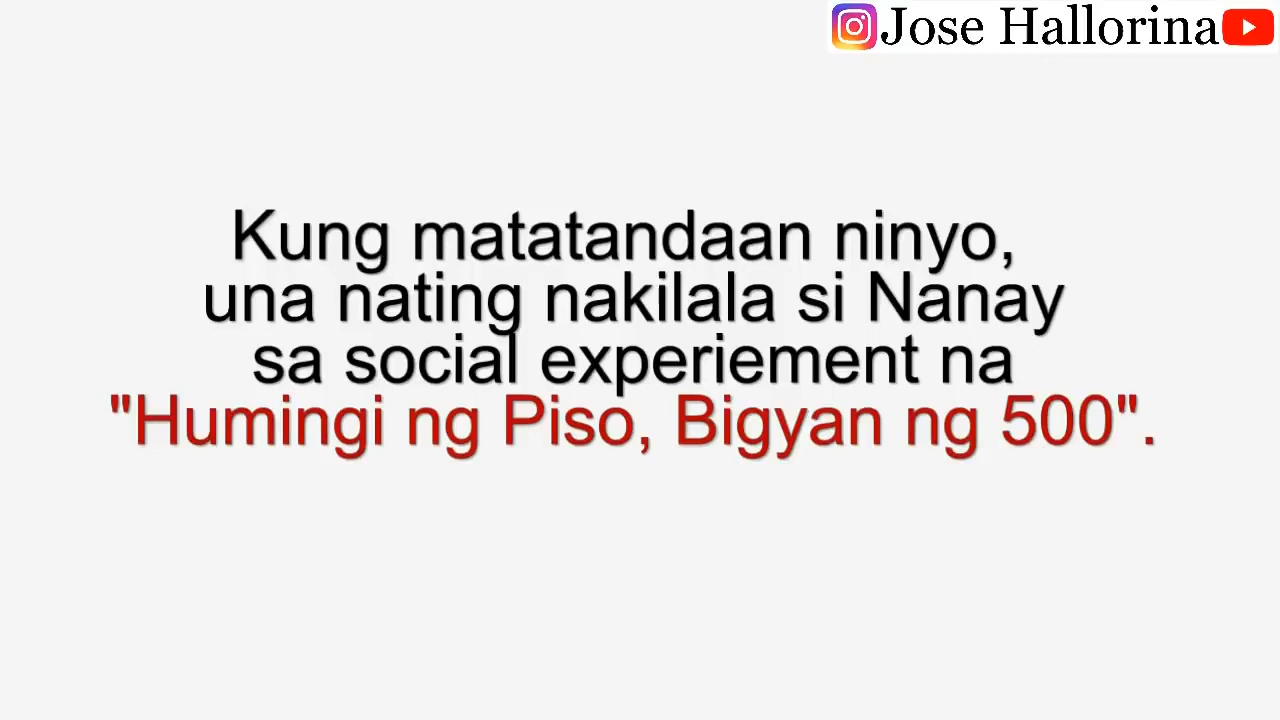 Jose Hallorina
Kung matatandaan ninyo,
una nating nakilala si Nanay
sa social experiement na
"Humingi ng Piso, Bigyan ng 500".